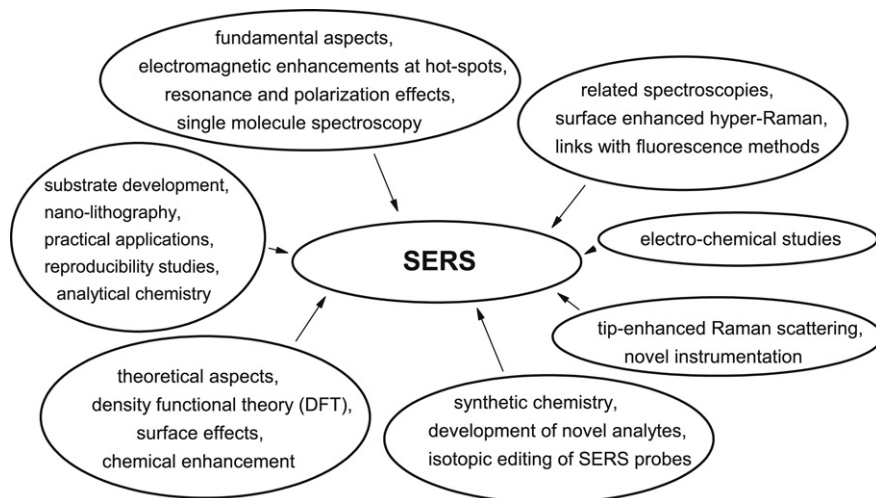 fundamental aspects,
electromagnetic enhancements at hot-spots,
resonance and polarization effects,
single molecule spectroscopy
related spectroscopies,
surface enhanced hyper-Raman,
links with fluorescence methods
substrate development,
nano-lithography,
practical applications,
reproducibility studies,
analytical chemistry
SERS
electro-chemical studies
tip-enhanced Raman scattering,
novel instrumentation
theoretical aspects,
density functional theory (DFT),
surface effects,
chemical enhancement
synthetic chemistry,
development of novel analytes,
isotopic editing of SERS probes